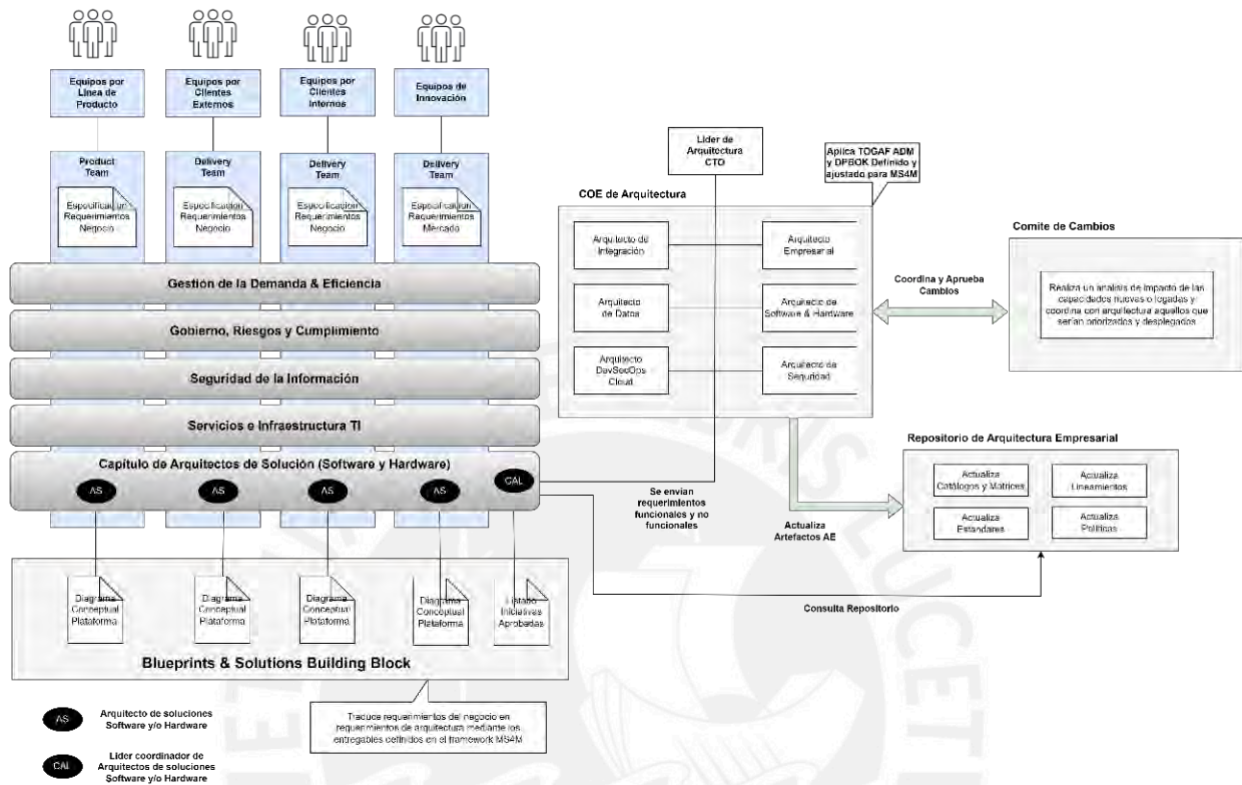 Equipos por
Línea de
Producto
Equipos por
Clientes
Externos
Equipos por
Clientes
Internos
Equipos de
Innovación
Product
Team
Delivery
Team
Delivery
Team
Delivery
Team
Especificacion
Requerimientos
Negocio
Especificacion
Requerimientos
Negocio
Especificacion
Requerimientos
Negocio
Especificacion
Requerimientos
Mercado
Gestión de la Demanda & Eficiencia
Gobierno, Riesgos y Cumplimiento
Seguridad de la Información
Servicios e Infraestructura TI
Capítulo de Arquitectos de Solución (Software y Hardware)
AS
AS
AS
AS
CAL
Diagrama
Conceptual
Plataforma
Diagrama
Conceptual
Plataforma
Diagrama
Conceptual
Plataforma
Diagrama
Conceptual
Plataforma
Listado
Iniciativas
Aprobadas
Blueprints & Solutions Building Block
Traduce requerimientos del negocio en
requerimientos de arquitectura mediante los
entregables definidos en el framework MS4M
AS
Arquitecto de soluciones
Software y/o Hardware
CAL
Lider coordinador de
Arquitectos de soluciones
Software y/o Hardware
Lider de
Arquitectura
CTO
Aplica TOGAF ADM
y DPBOK Definido y
ajustado para MS4M
COE de Arquitectura
Arquitecto de
Integración
Arquitecto
Empresarial
Arquitecto
de Datos
Arquitecto de
Software & Hardware
Arquitecto
DevSecOps
Cloud
Arquitecto de
Seguridad
Coordina y Aprueba
Cambios
Comite de Cambios
Realiza un analisis de impacto de las
capacidades nuevas o legadas y
coordina con arquitectura aquellos que
serían priorizados y desplegados
Se envian
requerimientos
funcionales y no
funcionales
Actualiza
Artefactos AE
Repositorio de Arquitectura Empresarial
Actualiza
Catálogos y Matrices
Actualiza
Lineamientos
Actualiza
Estandares
Actualiza
Políticas
Consulta Repositorio